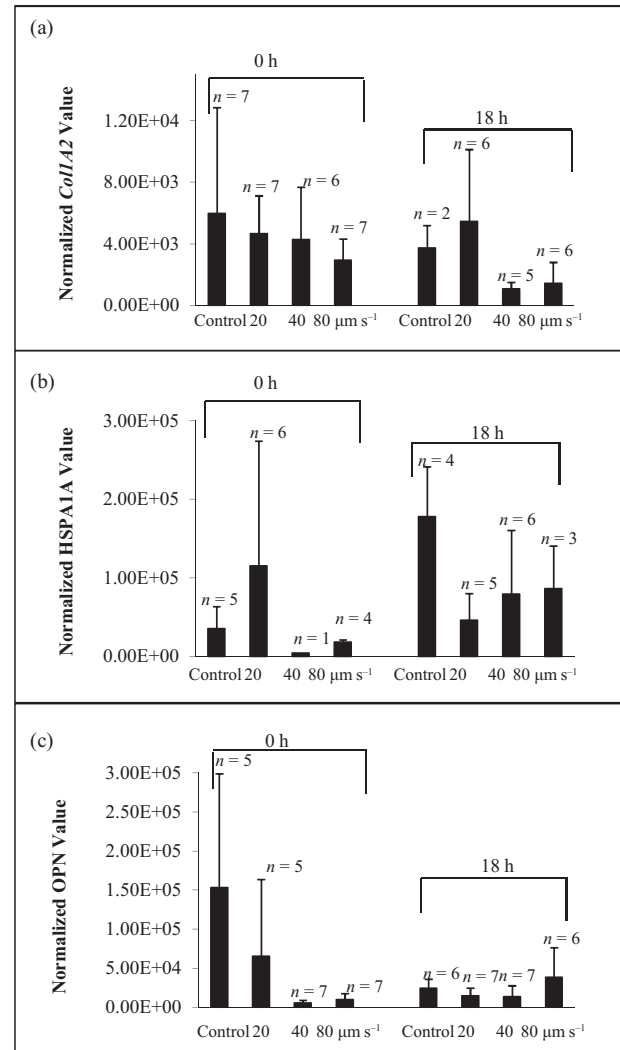 (a)
0 h
n = 7
n = 7
n = 6
n = 7
18 h
n = 2
n = 6
n = 5
n = 6
Normalized Col1A2 Value
1.20E+04
8.00E+03
4.00E+03
0.00E+00
Control 20 40 80 μm s⁻¹
Control 20 40 80 μm s⁻¹
(b)
0 h
n = 5
n = 6
n = 1
n = 4
18 h
n = 4
n = 5
n = 6
n = 3
Normalized HSPA1A Value
3.00E+05
2.00E+05
1.00E+05
0.00E+00
Control 20 40 80 μm s⁻¹
Control 20 40 80 μm s⁻¹
(c)
0 h
n = 5
n = 5
n = 7
n = 7
18 h
n = 6
n = 7
n = 7
n = 6
Normalized OPN Value
3.00E+05
2.50E+05
2.00E+05
1.50E+05
1.00E+05
5.00E+04
0.00E+00
Control 20 40 80 μm s⁻¹
Control 20 40 80 μm s⁻¹